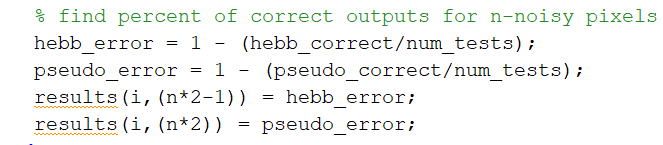 % find percent of correct outputs for n-noisy pixels
hebb_error = 1 - (hebb_correct/num_tests);
pseudo_error = 1 - (pseudo_correct/num_tests);
results(i,(n*2-1)) = hebb_error;
results(i,(n*2)) = pseudo_error;